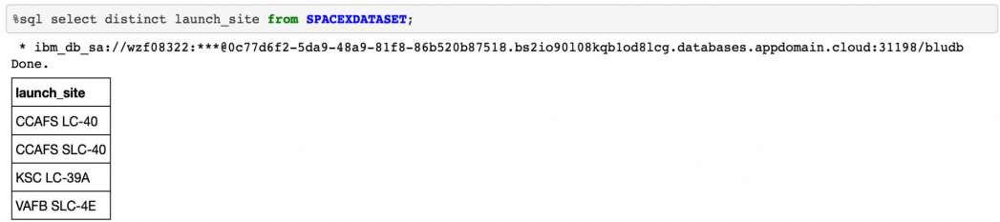 %sql select distinct launch_site from SPACEXDATASET;
* ibm_db_sa://wzf08322:***@0c77d6f2-5da9-48a9-81f8-86b520b87518.bs2io90l08kqb1od8lcg.databases.appdomain.cloud:31198/bludb
Done.
launch_site
CCAFS LC-40
CCAFS SLC-40
KSC LC-39A
VAFB SLC-4E